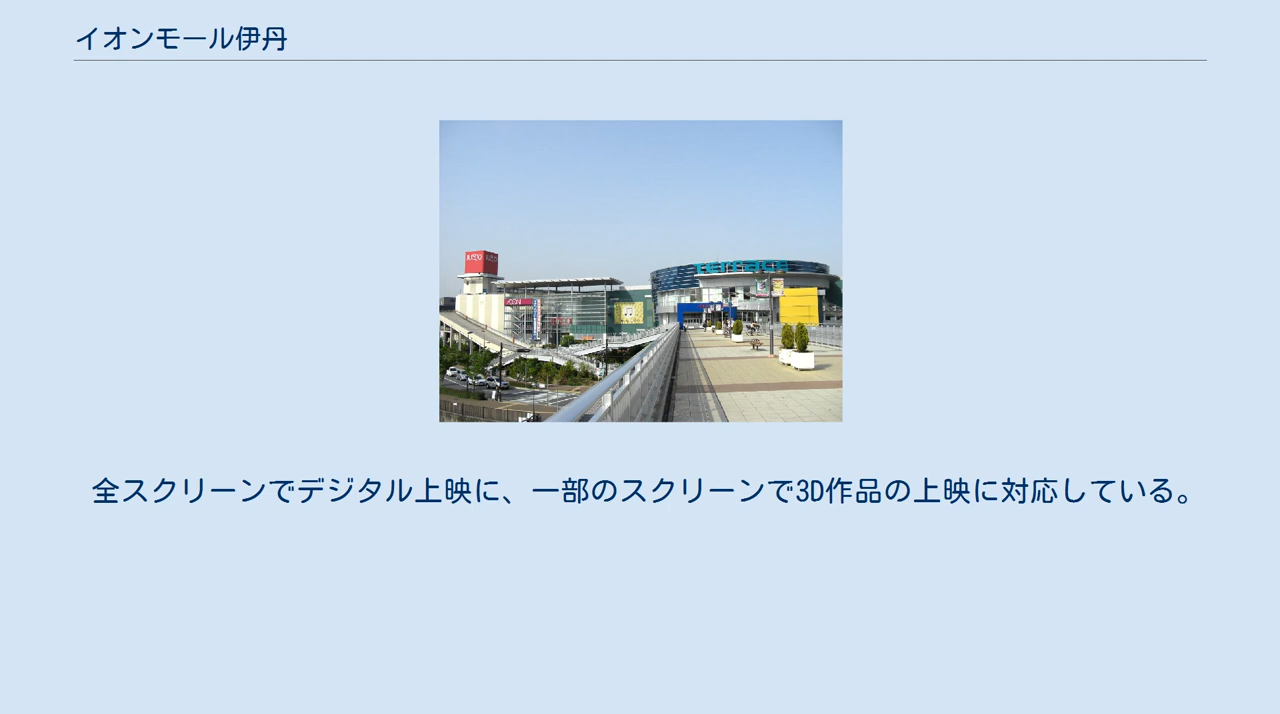 イオンモール伊丹
Terrace
AEON
全スクリーンでデジタル上映に、一部のスクリーンで3D作品の上映に対応している。